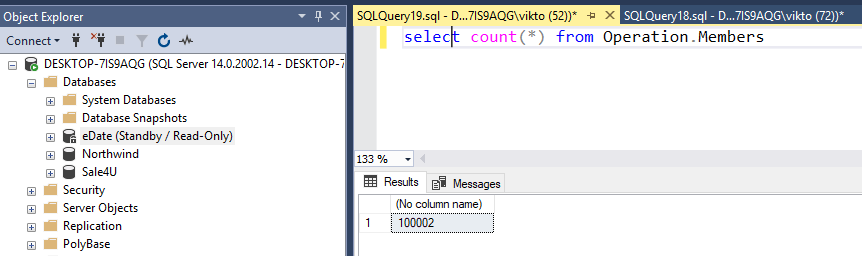 Object Explorer
Connect
DESKTOP-7IS9AQG (SQL Server 14.0.2002.14 - DESKTOP-7
Databases
System Databases
Database Snapshots
eDate (Standby / Read-Only)
Northwind
Sale4U
Security
Server Objects
Replication
PolyBase
SQLQuery19.sql - D...7IS9AQG\vikto (52))*
SQLQuery18.sql - D...7IS9AQG\vikto (72))*
select count(*) from Operation.Members
133 %
Results
Messages
(No column name)
1 100002